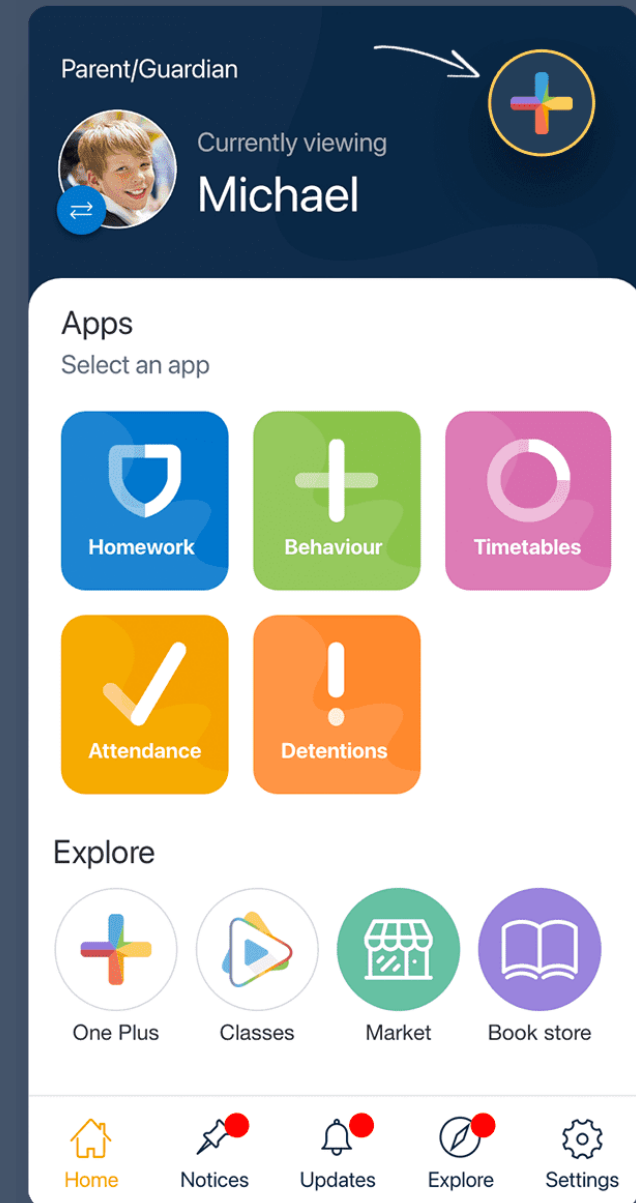 Parent/Guardian
Currently viewing
Michael
Apps
Select an app
Homework Behaviour Timetables
Attendance Detentions
Explore
One Plus Classes Market Book store
Home Notices Updates Explore Settings